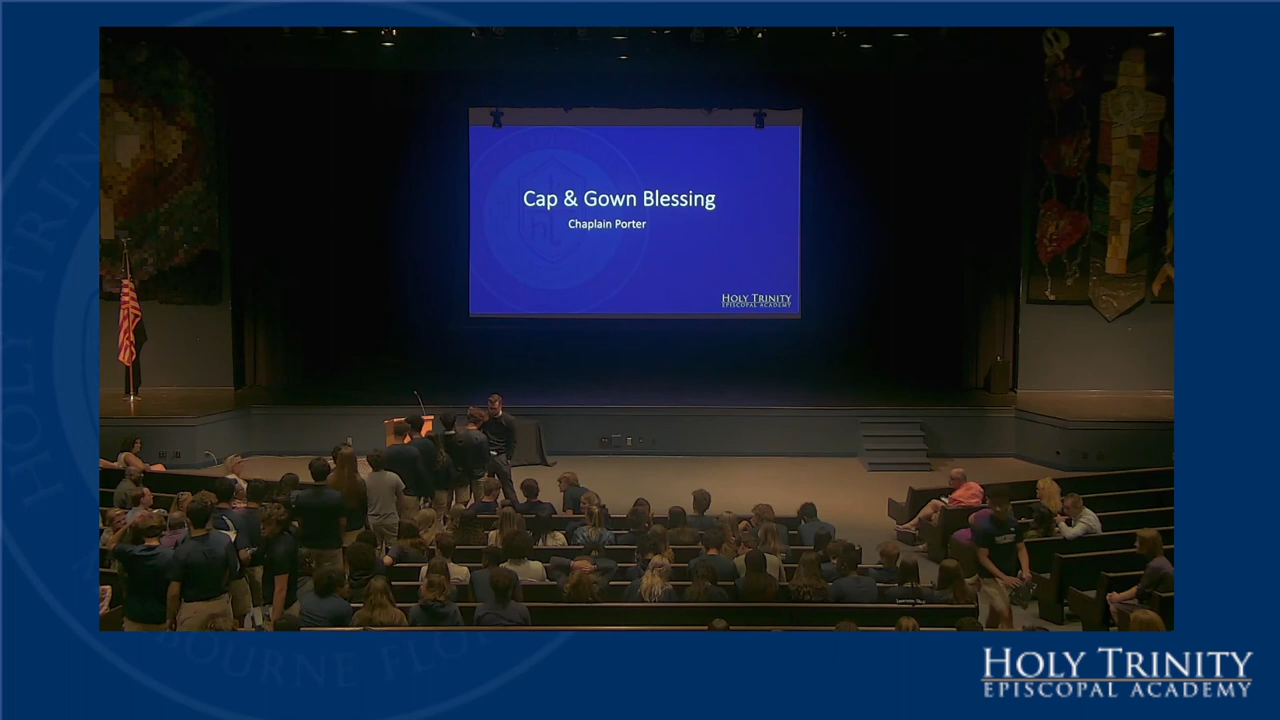 Cap & Gown Blessing
Chaplain Porter
HOLY TRINITY
EPISCOPAL ACADEMY
HOLY TRINITY
EPISCOPAL ACADEMY